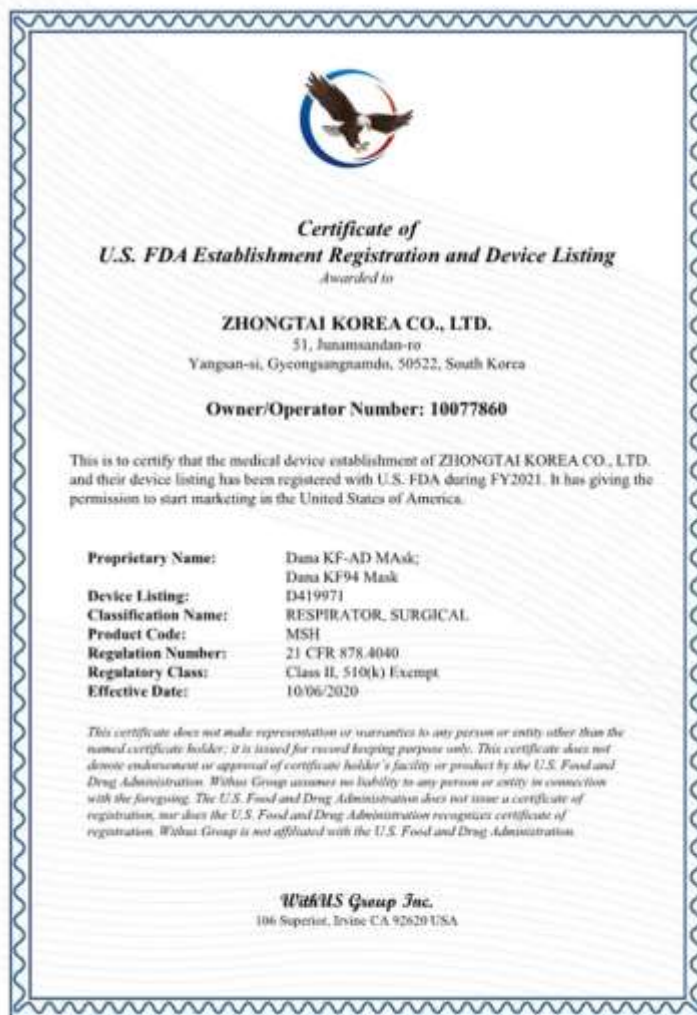 Certificate of
U.S. FDA Establishment Registration and Device Listing
Awarded to
ZHONGTAI KOREA CO., LTD.
51, Junamsandan-ro
Yangsan-si, Gyeongsangnamdo, 50522, South Korea
Owner/Operator Number: 10077860
This is to certify that the medical device establishment of ZHONGTAI KOREA CO., LTD.
and their device listing has been registered with U.S. FDA during FY2021. It has giving the
permission to start marketing in the United States of America.
Proprietary Name: Dana KF-AD MAsk;
Dana KF94 Mask
Device Listing: D419971
Classification Name: RESPIRATOR, SURGICAL
Product Code: MSH
Regulation Number: 21 CFR 878.4040
Regulatory Class: Class II, 510(k) Exempt
Effective Date: 10/06/2020
This certificate does not make representation or warranties to any person or entity other than the
named certificate holder; it is issued for record keeping purpose only. This certificate does not
denote endorsement or approval of certificate holder's facility or product by the U.S. Food and
Drug Administration. Withus Group assumes no liability to any person or entity in connection
with the foregoing. The U.S. Food and Drug Administration does not issue a certificate of
registration, nor does the U.S. Food and Drug Administration recognizes certificate of
registration. Withus Group is not affiliated with the U.S. Food and Drug Administration.
WithUS Group Inc.
106 Superior, Irvine CA 92620 USA